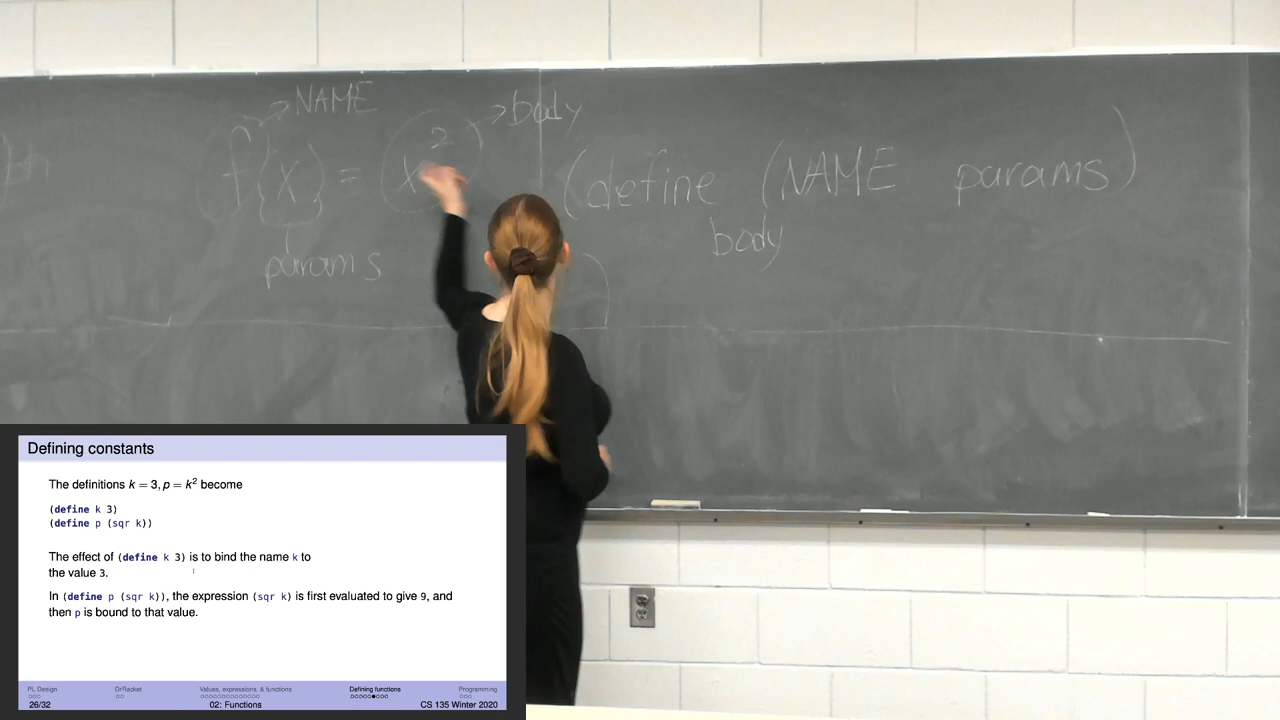 NAME
body
f(x) = x²
(define (NAME params)
body
params
)
Defining constants
The definitions k = 3, p = k² become
(define k 3)
(define p (sqr k))
The effect of (define k 3) is to bind the name k to
the value 3.
In (define p (sqr k)), the expression (sqr k) is first evaluated to give 9, and
then p is bound to that value.
PL Design DrRacket Values, expressions, & functions Defining functions Programming
26/32 02: Functions CS 135 Winter 2020